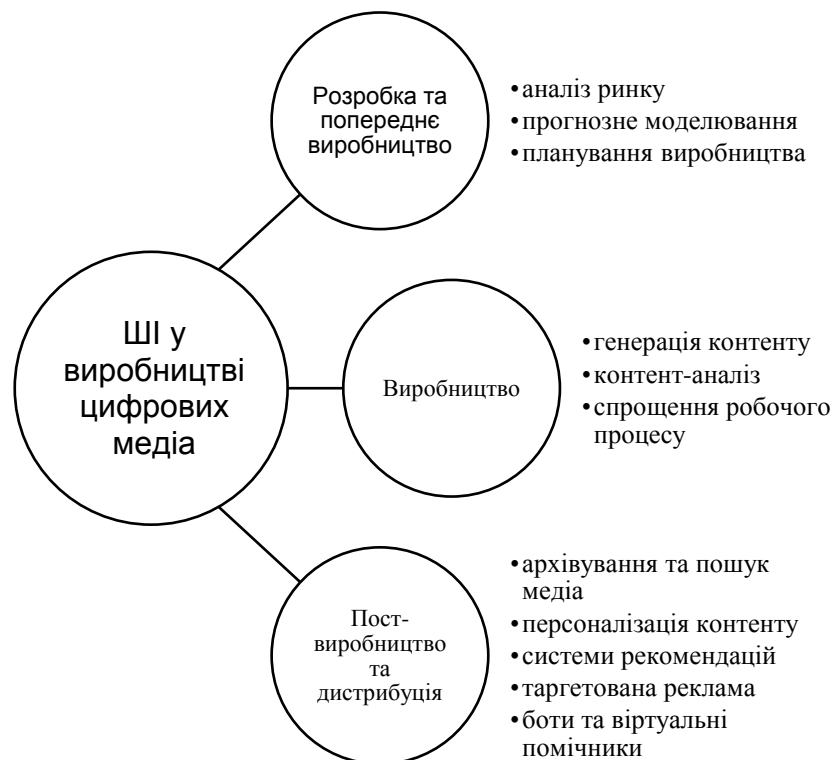 ШІ у
виробництві
цифрових
медіа
Розробка та
попереднє
виробництво
•аналіз ринку
•прогнозне моделювання
•планування виробництва
Виробництво
•генерація контенту
•контент-аналіз
•спрощення робочого
процесу
Пост-
виробництво
та
дистрибуція
•архівування та пошук
медіа
•персоналізація контенту
•системи рекомендацій
•таргетована реклама
•боти та віртуальні
помічники